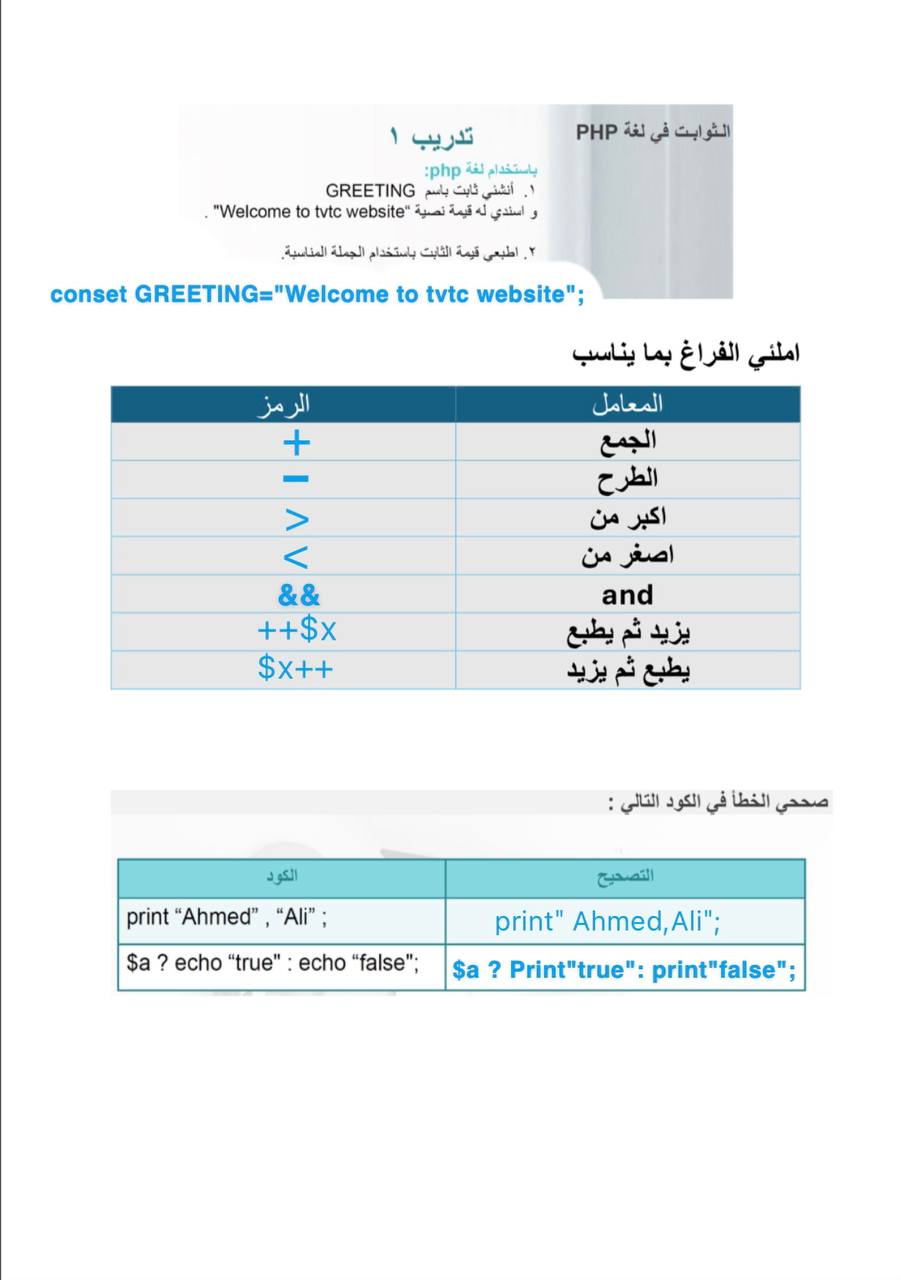 الثوابت في لغة PHP
تدريب ١
باستخدام لغة php:
١. أنشئي ثابت باسم GREETING
و اسندي له قيمة نصية “Welcome to tvtc website" .
٢. اطبعي قيمة الثابت باستخدام الجملة المناسبة.
conset GREETING="Welcome to tvtc website";
املئي الفراغ بما يناسب
المعامل الرمز
الجمع +
الطرح −
اكبر من >
اصغر من <
and &&
يزيد ثم يطبع ++$x
يطبع ثم يزيد $x++
صححي الخطأ في الكود التالي :
التصحيح الكود
print “Ahmed” , “Ali” ; print" Ahmed,Ali";
$a ? echo “true" : echo “false"; $a ? Print"true": print"false";